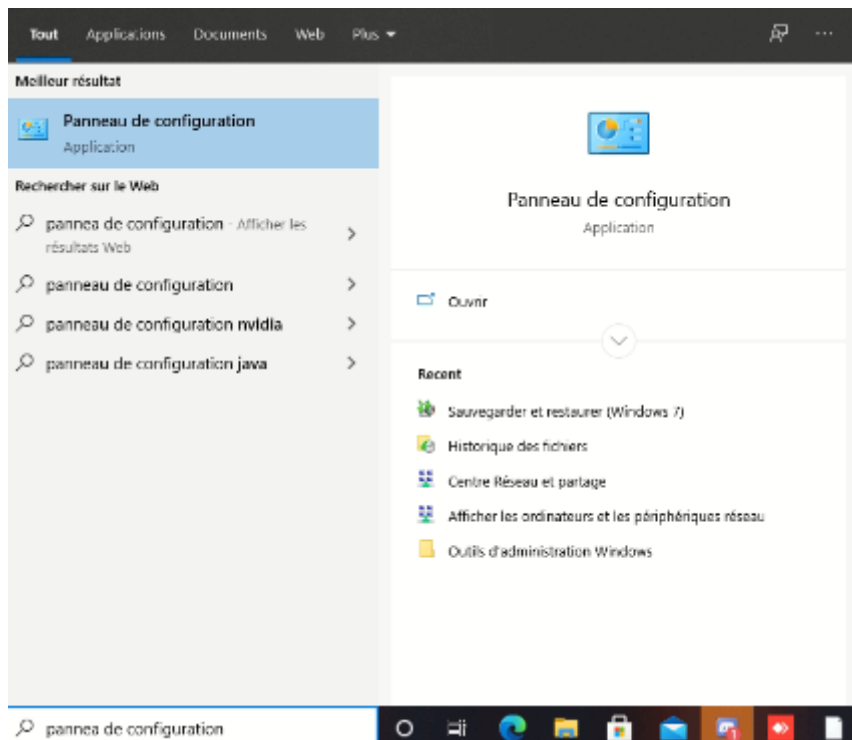 Tout Applications Documents Web Plus
Meilleur résultat
Panneau de configuration
Application
Rechercher sur le Web
pannea de configuration - Afficher les
résultats Web
panneau de configuration
panneau de configuration nvidia
panneau de configuration java
Panneau de configuration
Application
Ouvrir
Recent
Sauvegarder et restaurer (Windows 7)
Historique des fichiers
Centre Réseau et partage
Afficher les ordinateurs et les périphériques réseau
Outils d'administration Windows
pannea de configuration